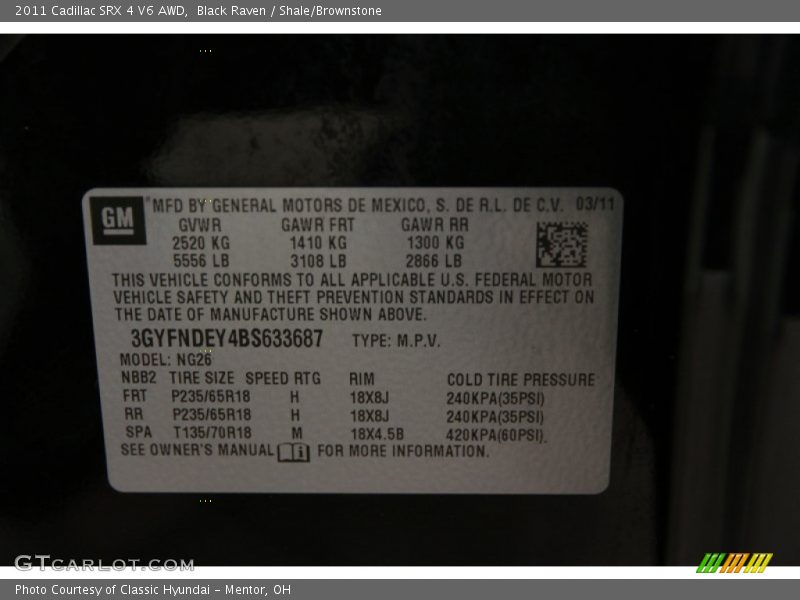 2011 Cadillac SRX 4 V6 AWD,  Black Raven / Shale/Brownstone
GM
MFD BY GENERAL MOTORS DE MEXICO, S. DE R.L. DE C.V. 03/11
GVWR GAWR FRT GAWR RR
2520 KG 1410 KG 1300 KG
5556 LB 3108 LB 2866 LB
THIS VEHICLE CONFORMS TO ALL APPLICABLE U.S. FEDERAL MOTOR
VEHICLE SAFETY AND THEFT PREVENTION STANDARDS IN EFFECT ON
THE DATE OF MANUFACTURE SHOWN ABOVE.
3GYFNDEY4BS633687 TYPE: M.P.V.
MODEL: NG26
NBB2 TIRE SIZE SPEED RTG RIM COLD TIRE PRESSURE
FRT P235/65R18 H 18X8J 240KPA(35PSI)
RR P235/65R18 H 18X8J 240KPA(35PSI)
SPA T135/70R18 M 18X4.5B 420KPA(60PSI)
SEE OWNER'S MANUAL i FOR MORE INFORMATION.
GTCARLOT.COM
Photo Courtesy of Classic Hyundai - Mentor, OH